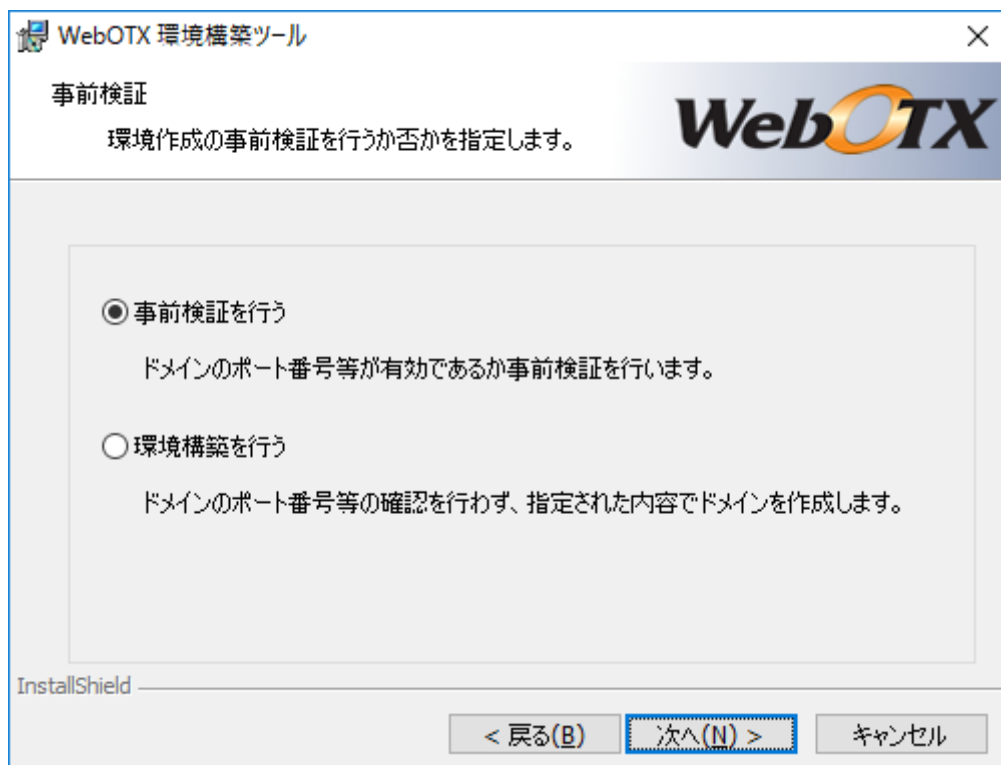 WebOTX 環境構築ツール
事前検証
環境作成の事前検証を行うか否かを指定します。
WebOTX
事前検証を行う
ドメインのポート番号等が有効であるか事前検証を行います。
環境構築を行う
ドメインのポート番号等の確認を行わず、指定された内容でドメインを作成します。
InstallShield
< 戻る(B)
次へ(N) >
キャンセル